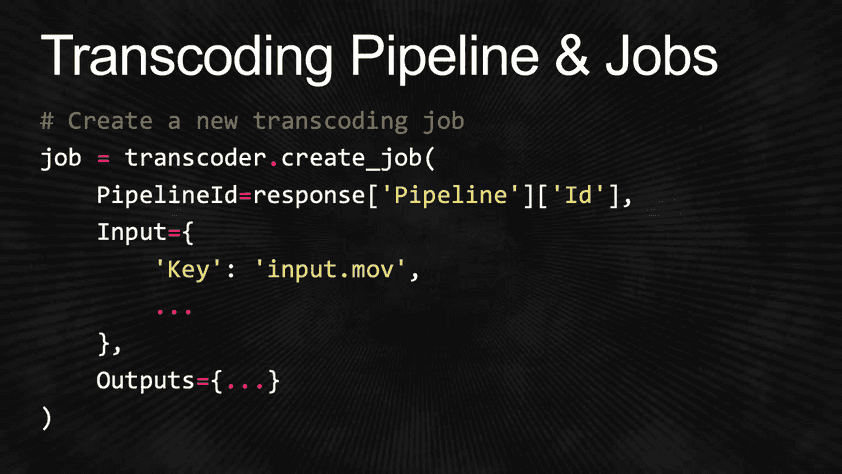 Transcoding Pipeline & Jobs
# Create a new transcoding job
job = transcoder.create_job(
    PipelineId=response['Pipeline']['Id'],
    Input={
        'Key': 'input.mov',
        ...
    },
    Outputs={...}
)